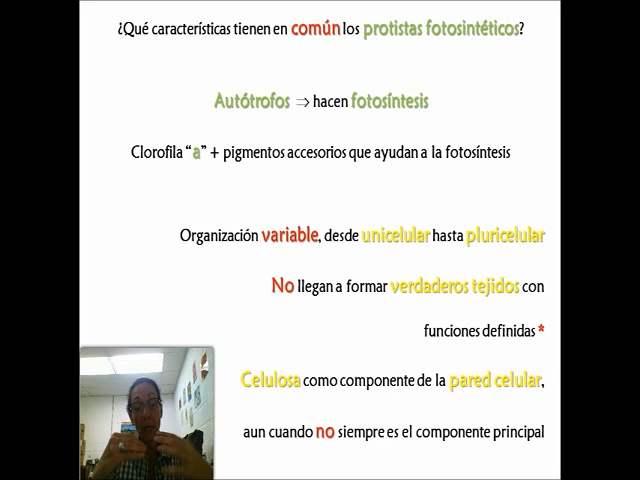 ¿Qué características tienen en común los protistas fotosintéticos?
Autótrofos ⇒ hacen fotosíntesis
Clorofila “a” + pigmentos accesorios que ayudan a la fotosíntesis
Organización variable, desde unicelular hasta pluricelular
No llegan a formar verdaderos tejidos con
funciones definidas *
Celulosa como componente de la pared celular,
aun cuando no siempre es el componente principal